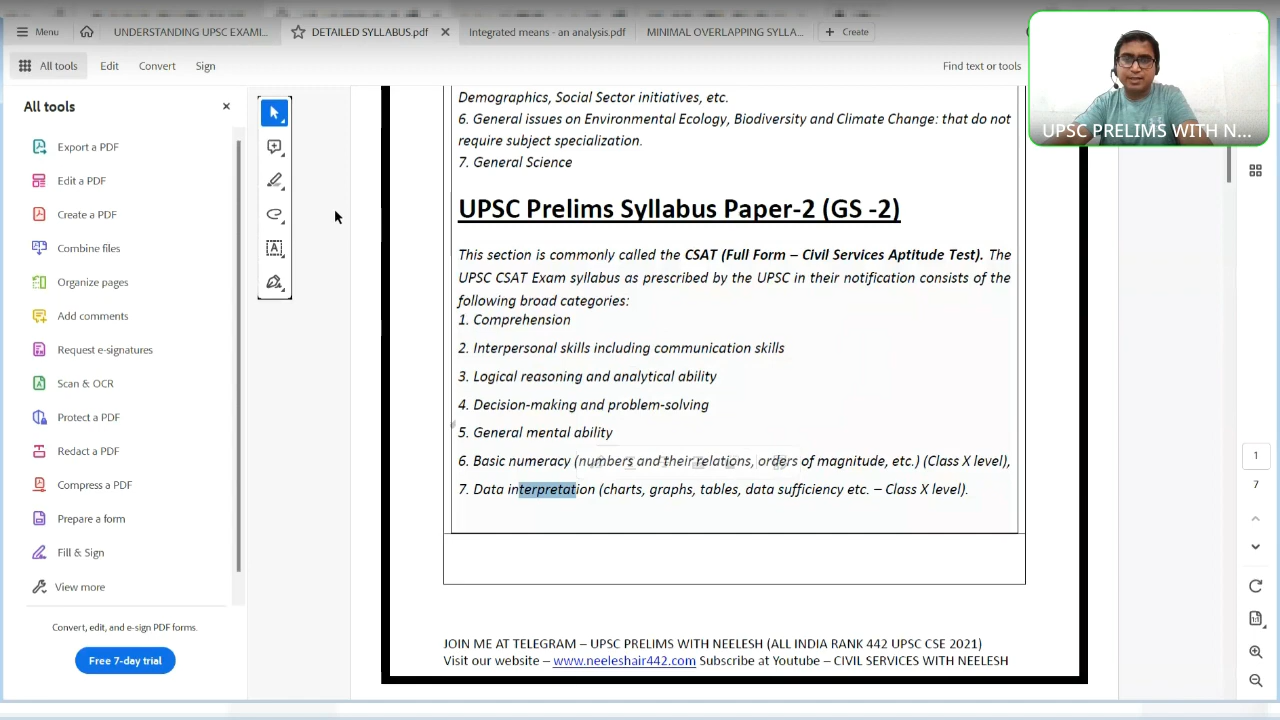 Menu
UNDERSTANDING UPSC EXAMI...
DETAILED SYLLABUS.pdf
Integrated means - an analysis.pdf
MINIMAL OVERLAPPING SYLLA...
Create
All tools
Edit
Convert
Sign
Find text or tools
UPSC PRELIMS WITH N...
All tools
Export a PDF
Edit a PDF
Create a PDF
Combine files
Organize pages
Add comments
Request e-signatures
Scan & OCR
Protect a PDF
Redact a PDF
Compress a PDF
Prepare a form
Fill & Sign
View more
Convert, edit, and e-sign PDF forms.
Free 7-day trial
Demographics, Social Sector initiatives, etc.
6. General issues on Environmental Ecology, Biodiversity and Climate Change: that do not
require subject specialization.
7. General Science
UPSC Prelims Syllabus Paper-2 (GS -2)
This section is commonly called the CSAT (Full Form – Civil Services Aptitude Test). The
UPSC CSAT Exam syllabus as prescribed by the UPSC in their notification consists of the
following broad categories:
1. Comprehension
2. Interpersonal skills including communication skills
3. Logical reasoning and analytical ability
4. Decision-making and problem-solving
5. General mental ability
6. Basic numeracy (numbers and their relations, orders of magnitude, etc.) (Class X level),
7. Data interpretation (charts, graphs, tables, data sufficiency etc. – Class X level).
JOIN ME AT TELEGRAM – UPSC PRELIMS WITH NEELESH (ALL INDIA RANK 442 UPSC CSE 2021)
Visit our website – www.neeleshair442.com Subscribe at Youtube – CIVIL SERVICES WITH NEELESH
1
7